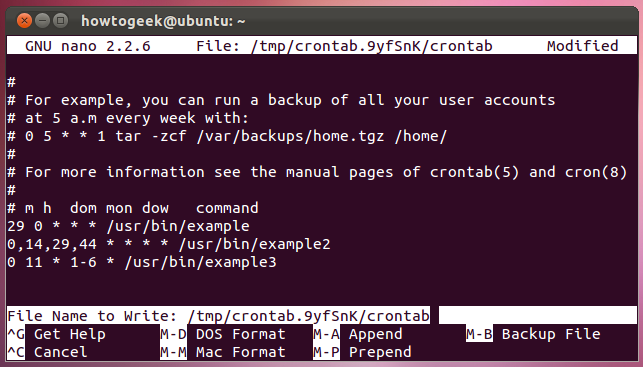 howtogeek@ubuntu: ~
GNU nano 2.2.6 File: /tmp/crontab.9yfSnK/crontab Modified
#
# For example, you can run a backup of all your user accounts
# at 5 a.m every week with:
# 0 5 * * 1 tar -zcf /var/backups/home.tgz /home/
#
# For more information see the manual pages of crontab(5) and cron(8)
#
# m h  dom mon dow   command
29 0 * * * /usr/bin/example
0,14,29,44 * * * * /usr/bin/example2
0 11 * 1-6 * /usr/bin/example3
File Name to Write: /tmp/crontab.9yfSnK/crontab
^G Get Help M-D DOS Format M-A Append M-B Backup File
^C Cancel M-M Mac Format M-P Prepend